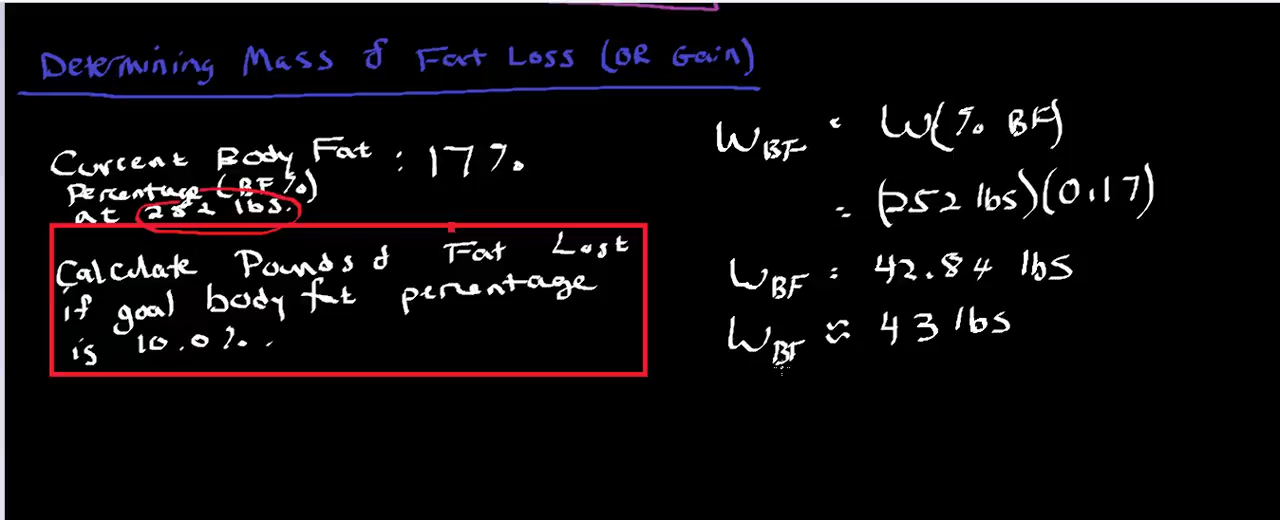 Determining Mass of Fat Loss (OR Gain)
Current Body Fat : 17%
Percentage (BF%)
at 252 lbs.
Calculate Pounds of Fat Lost
if goal body fat percentage
is 10.0%.
W_BF = W(% BF)
= (252 lbs)(0.17)
W_BF = 42.84 lbs
W_BF ≈ 43 lbs